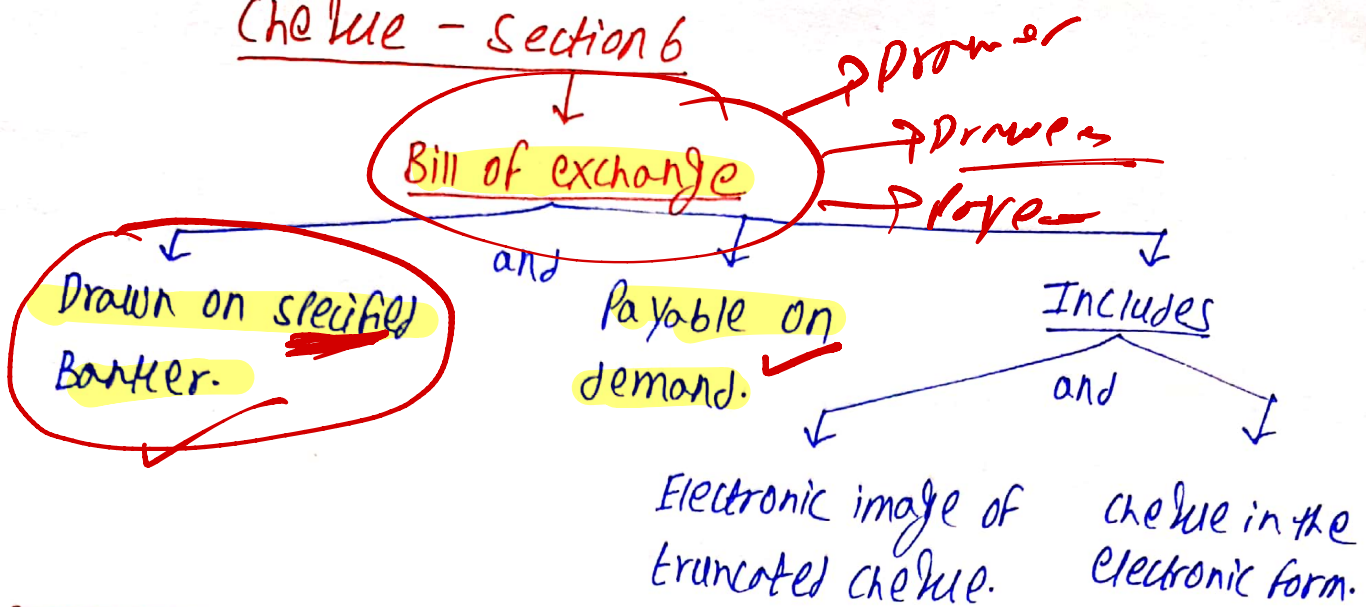 Cheque - Section 6
Drawer
Drawee
Payee
Bill of exchange
and
Drawn on specified
Banker.
Payable on
demand.
Includes
and
Electronic image of
truncated cheque.
cheque in the
electronic form.